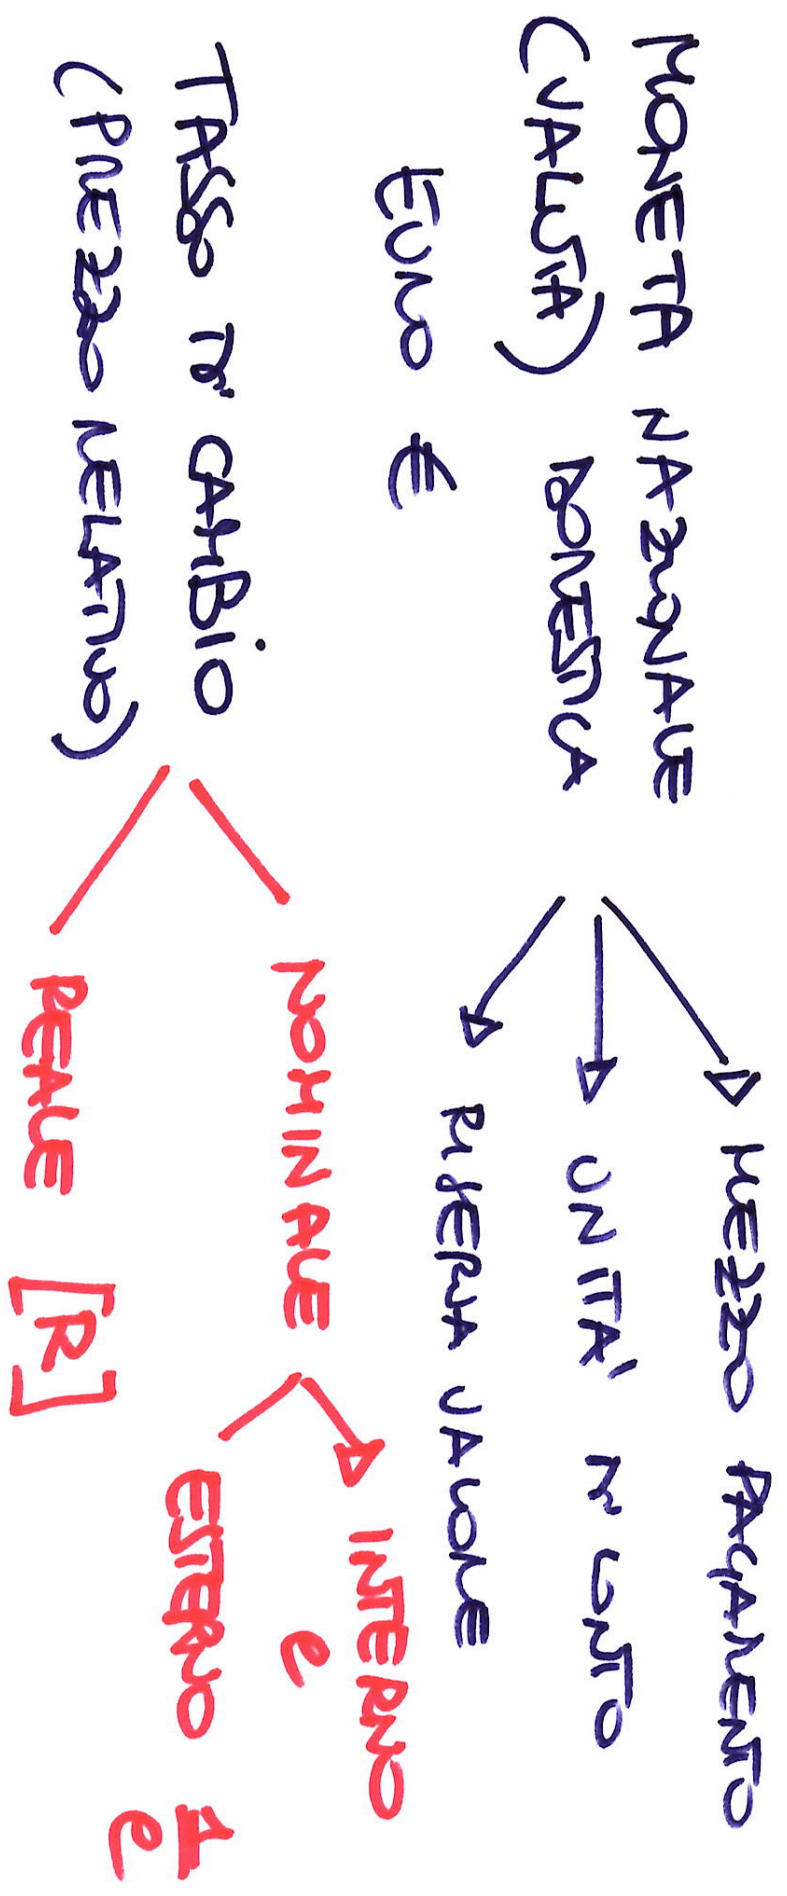 MONETA NAZIONALE
(VALUTA) DOMESTICA
EURO €
MEZZO PAGAMENTO
UNITA' DI CONTO
RISERVA VALORE
TASSO DI CAMBIO
(PREZZO RELATIVO)
NOMINALE
INTERNO
e
ESTERNO 1/e
REALE [R]